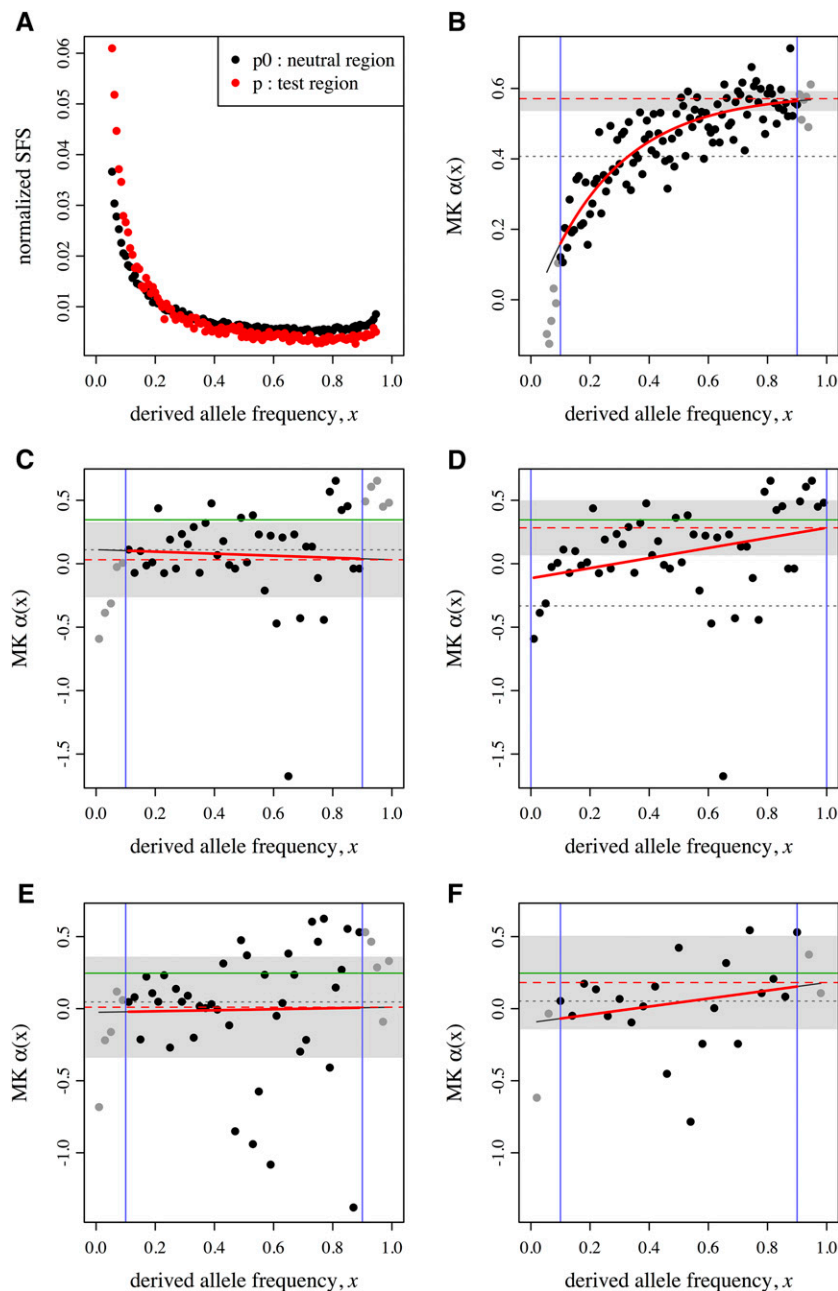 A
normalized SFS
0.01 0.02 0.03 0.04 0.05 0.06
p0 : neutral region
p : test region
0.0 0.2 0.4 0.6 0.8 1.0
derived allele frequency, x
B
MK α(x)
0.0 0.2 0.4 0.6
0.0 0.2 0.4 0.6 0.8 1.0
derived allele frequency, x
C
MK α(x)
-1.5 -1.0 -0.5 0.0 0.5
0.0 0.2 0.4 0.6 0.8 1.0
derived allele frequency, x
D
MK α(x)
-1.5 -1.0 -0.5 0.0 0.5
0.0 0.2 0.4 0.6 0.8 1.0
derived allele frequency, x
E
MK α(x)
-1.0 -0.5 0.0 0.5
0.0 0.2 0.4 0.6 0.8 1.0
derived allele frequency, x
F
MK α(x)
-1.0 -0.5 0.0 0.5
0.0 0.2 0.4 0.6 0.8 1.0
derived allele frequency, x